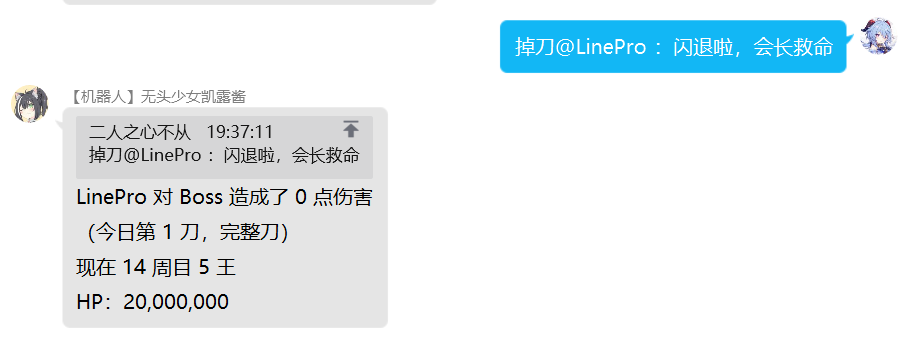 掉刀@LinePro ：闪退啦，会长救命
【机器人】无头少女凯露酱
二人之心不从 19:37:11
掉刀@LinePro ：闪退啦，会长救命
LinePro 对 Boss 造成了 0 点伤害
（今日第 1 刀，完整刀）
现在 14 周目 5 王
HP：20,000,000